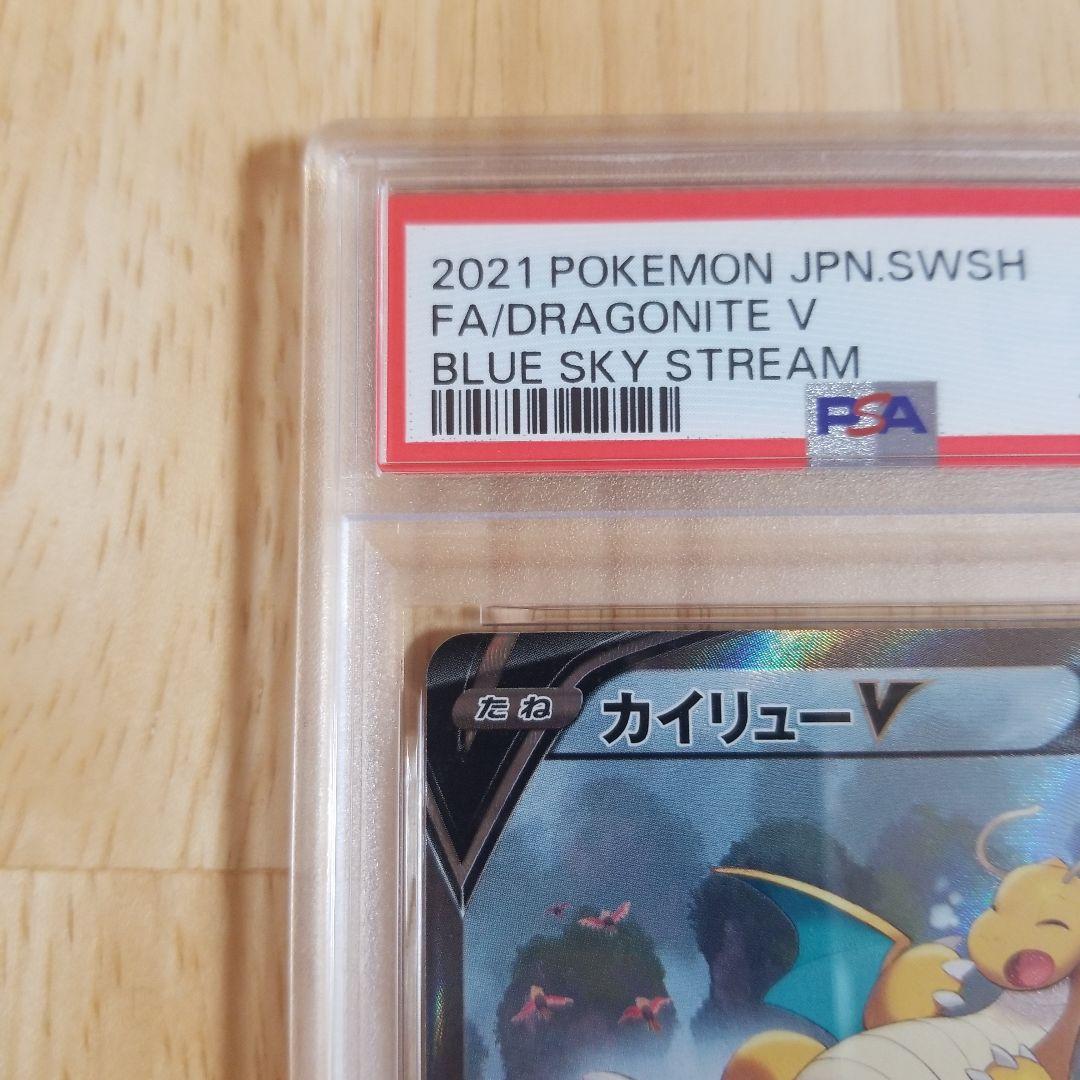 2021 POKEMON JPN.SWSH
FA/DRAGONITE V
BLUE SKY STREAM
PSA
たね カイリューV